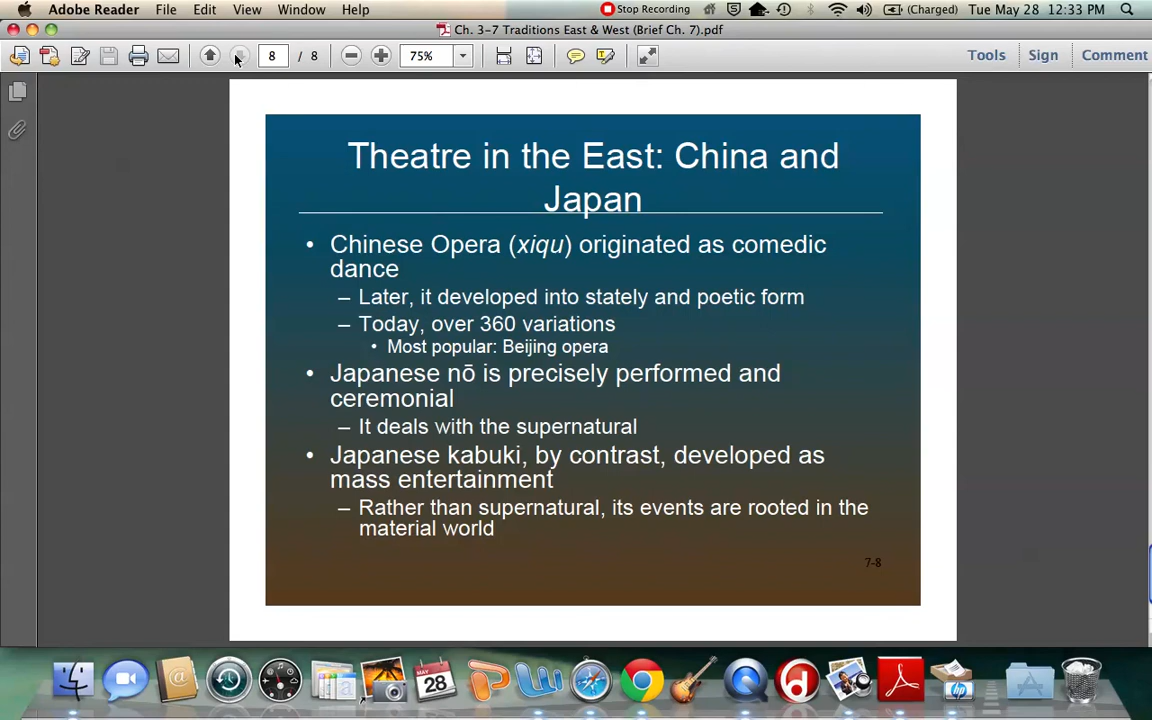 Adobe Reader File Edit View Window Help Stop Recording (Charged) Tue May 28 12:33 PM
Ch. 3-7 Traditions East & West (Brief Ch. 7).pdf
8 / 8 75% Tools Sign Comment
Theatre in the East: China and
Japan
• Chinese Opera (xiqu) originated as comedic
dance
– Later, it developed into stately and poetic form
– Today, over 360 variations
• Most popular: Beijing opera
• Japanese nō is precisely performed and
ceremonial
– It deals with the supernatural
• Japanese kabuki, by contrast, developed as
mass entertainment
– Rather than supernatural, its events are rooted in the
material world
7-8
MAY
28
hp